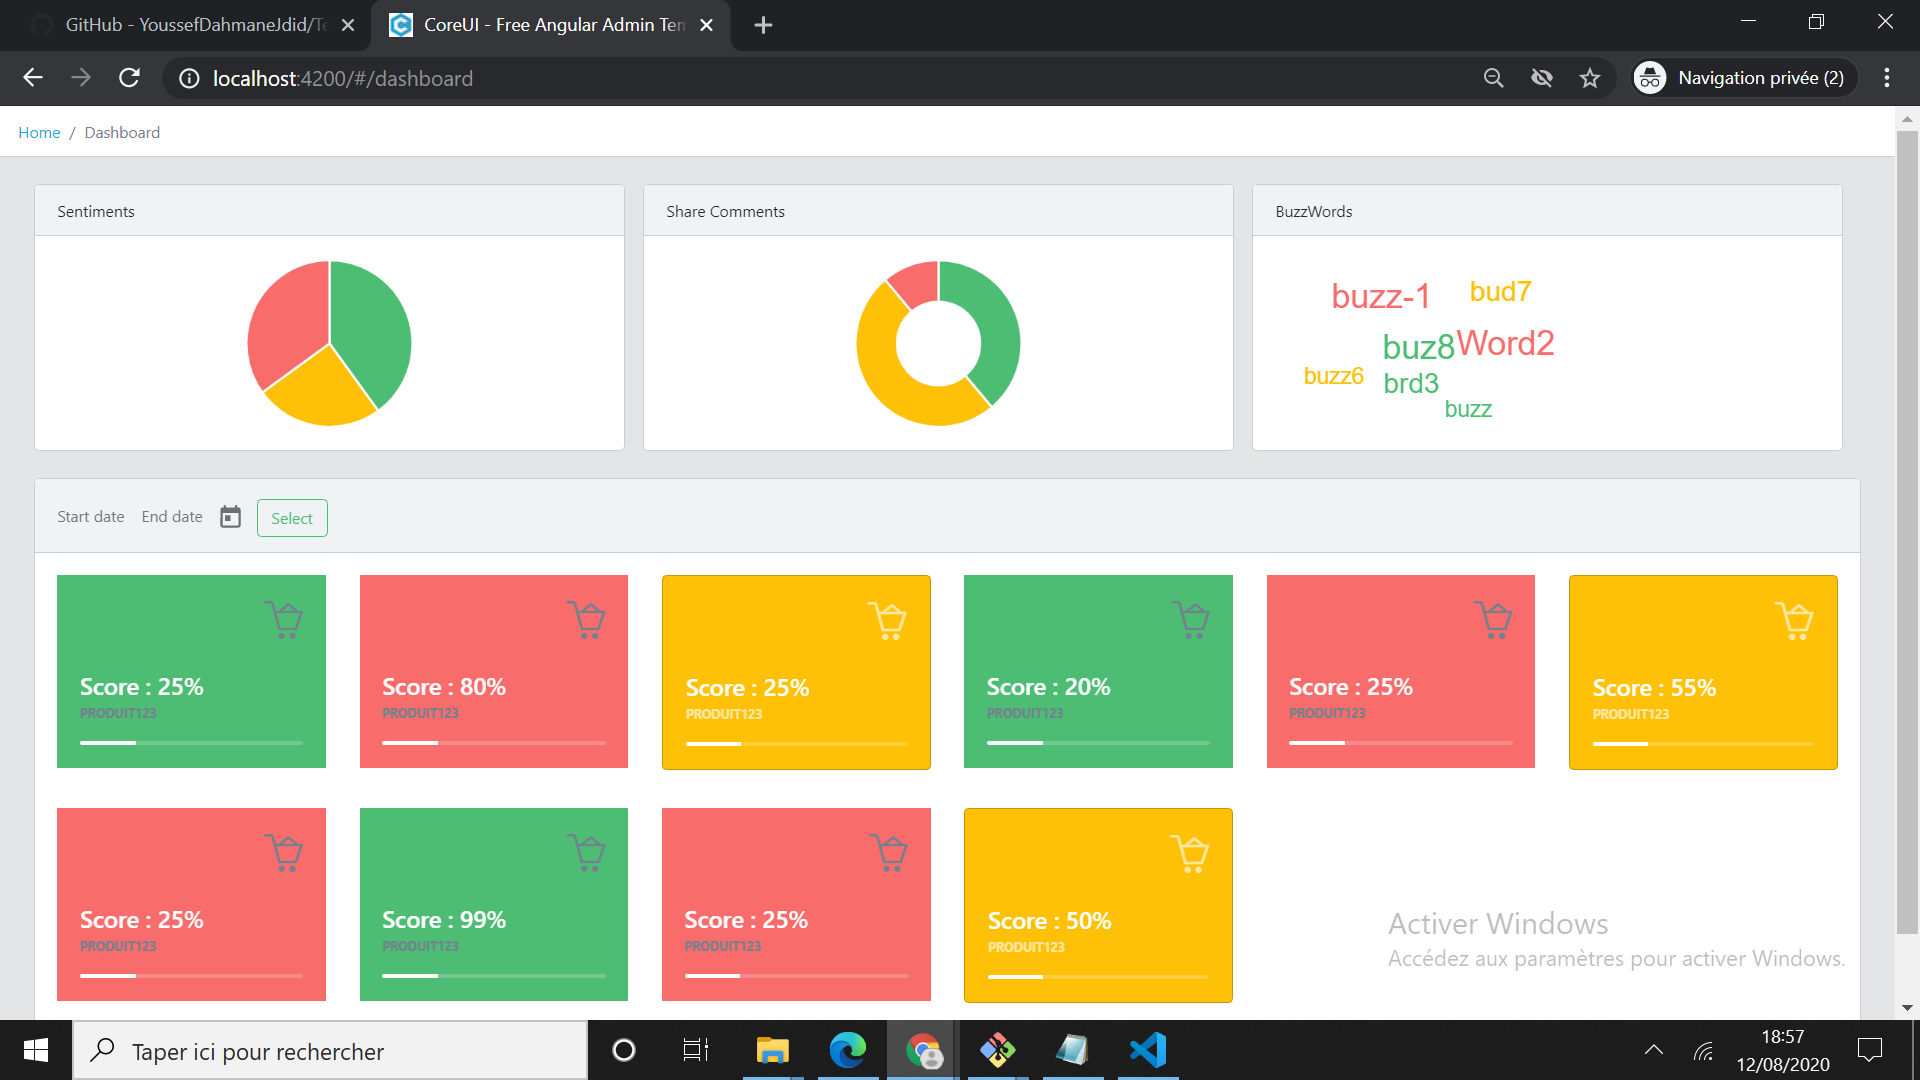 GitHub - YoussefDahmaneJdid/Te
CoreUI - Free Angular Admin Tem
localhost:4200/#/dashboard
Navigation privée (2)
Home / Dashboard
Sentiments
Share Comments
BuzzWords
buzz-1
bud7
buz8
Word2
buzz6
brd3
buzz
Start date End date Select
Score : 25%
PRODUIT123
Score : 80%
PRODUIT123
Score : 25%
PRODUIT123
Score : 20%
PRODUIT123
Score : 25%
PRODUIT123
Score : 55%
PRODUIT123
Score : 25%
PRODUIT123
Score : 99%
PRODUIT123
Score : 25%
PRODUIT123
Score : 50%
PRODUIT123
Activer Windows
Accédez aux paramètres pour activer Windows.
Taper ici pour rechercher
18:57
12/08/2020